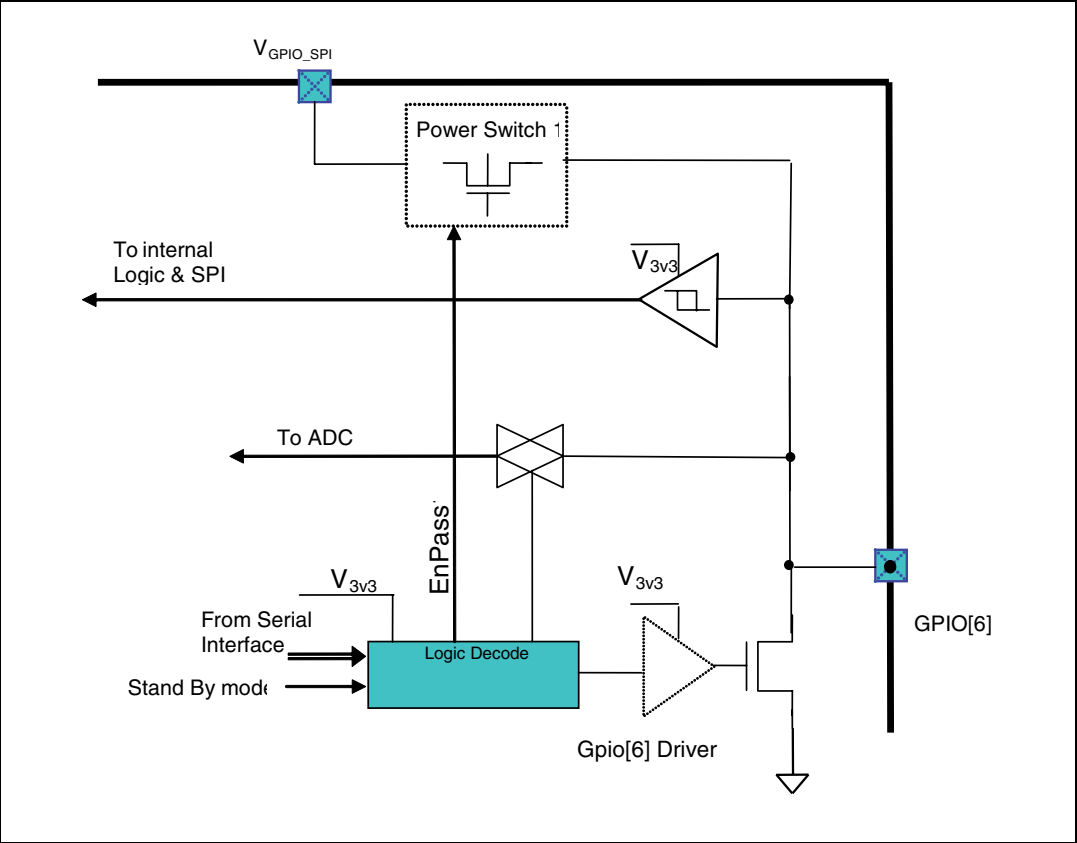 VGPIO_SPI
Power Switch 1
To internal
Logic & SPI
V3v3
To ADC
EnPass
V3v3
V3v3
From Serial
Interface
Logic Decode
Stand By mode
GPIO[6]
Gpio[6] Driver